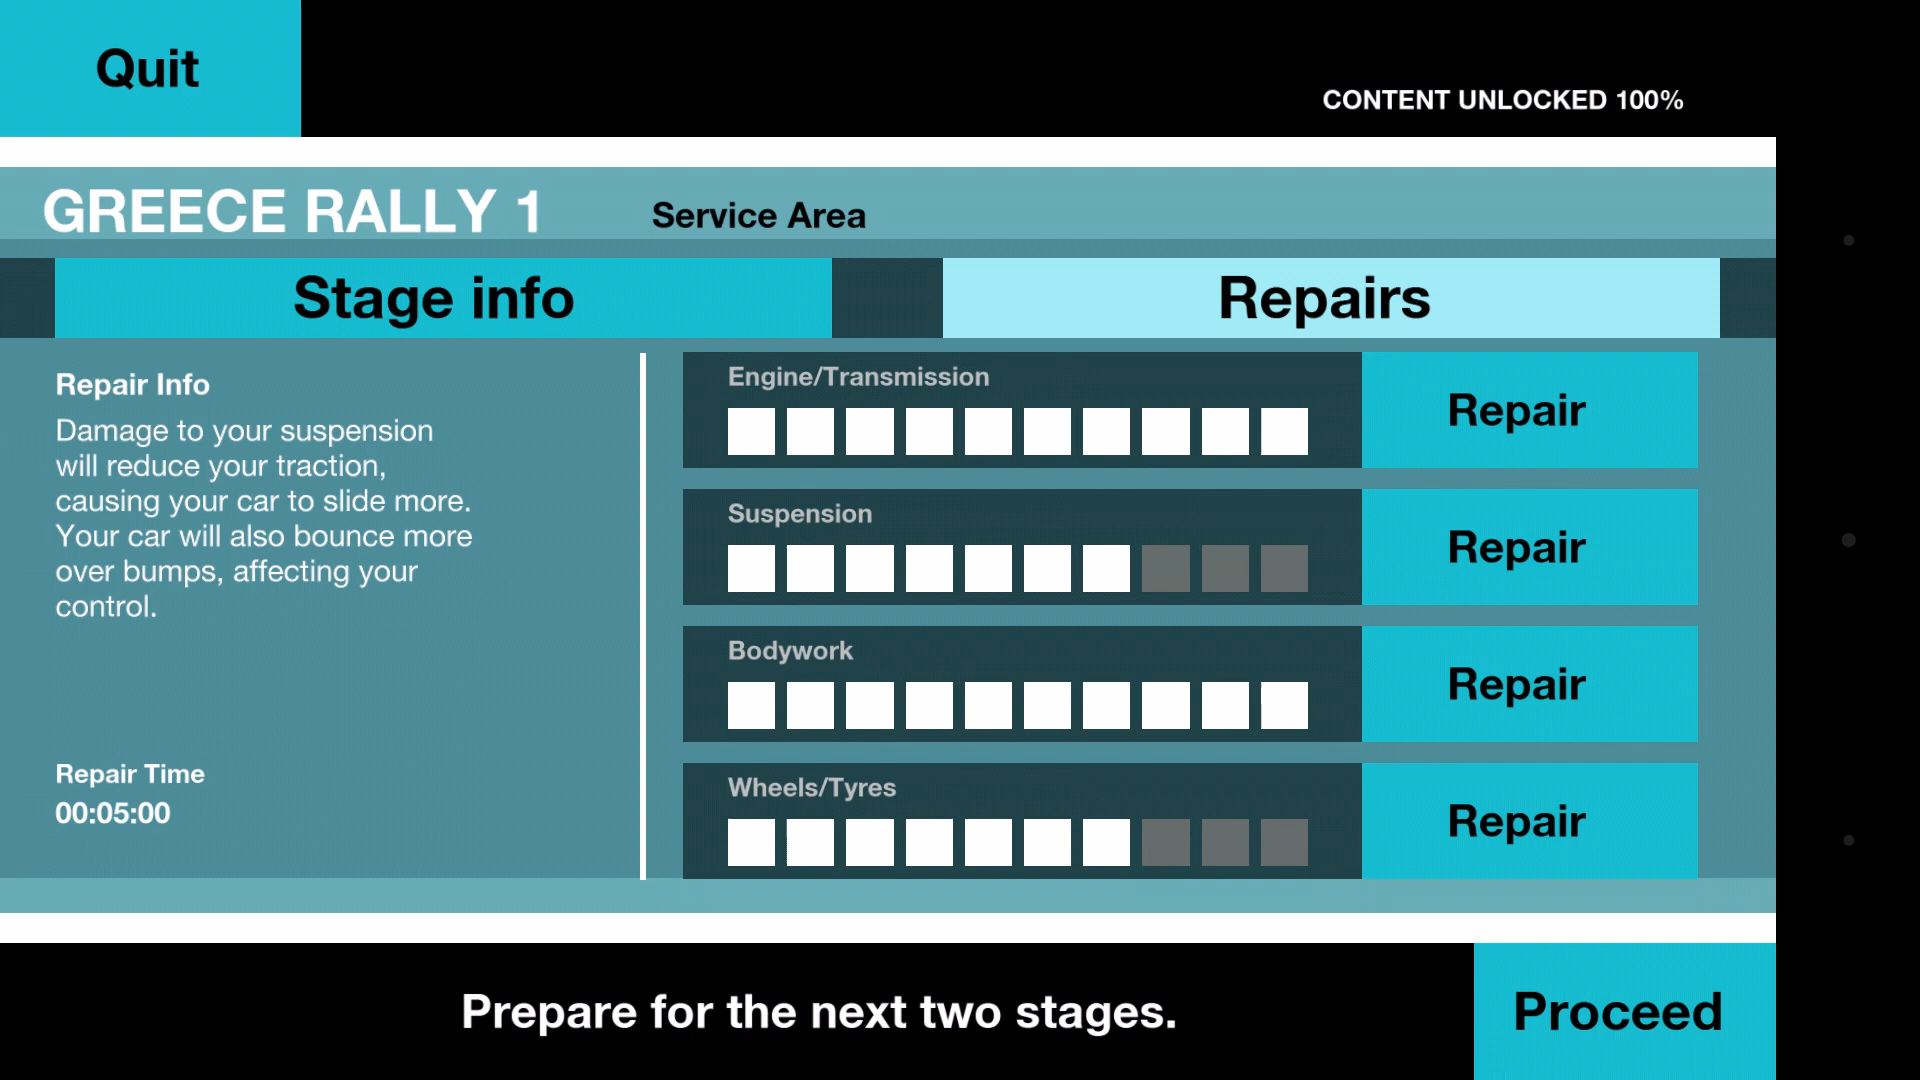 Quit
CONTENT UNLOCKED 100%
GREECE RALLY 1
Service Area
Stage info
Repairs
Repair Info
Damage to your suspension
will reduce your traction,
causing your car to slide more.
Your car will also bounce more
over bumps, affecting your
control.
Repair Time
00:05:00
Engine/Transmission
Repair
Suspension
Repair
Bodywork
Repair
Wheels/Tyres
Repair
Prepare for the next two stages.
Proceed